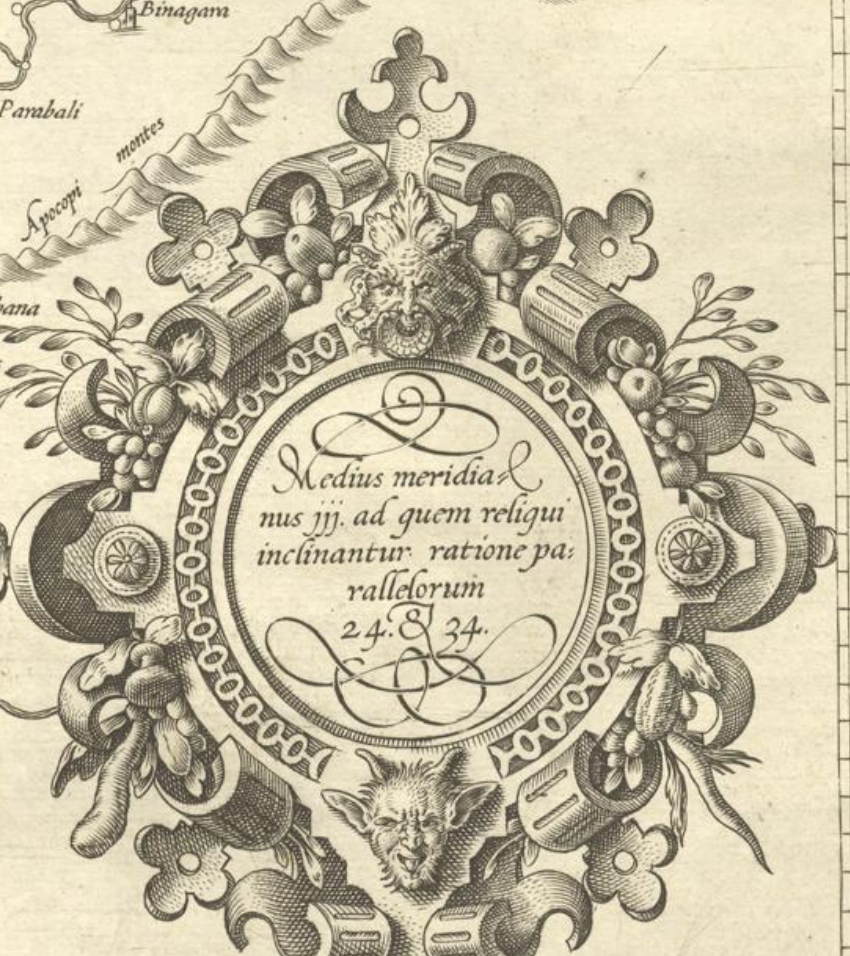 Binagara
Parabali
Apocopi montes
bana
Medius meridia=
nus jjj. ad quem reliqui
inclinantur ratione pa=
rallelorum
24. & 34.